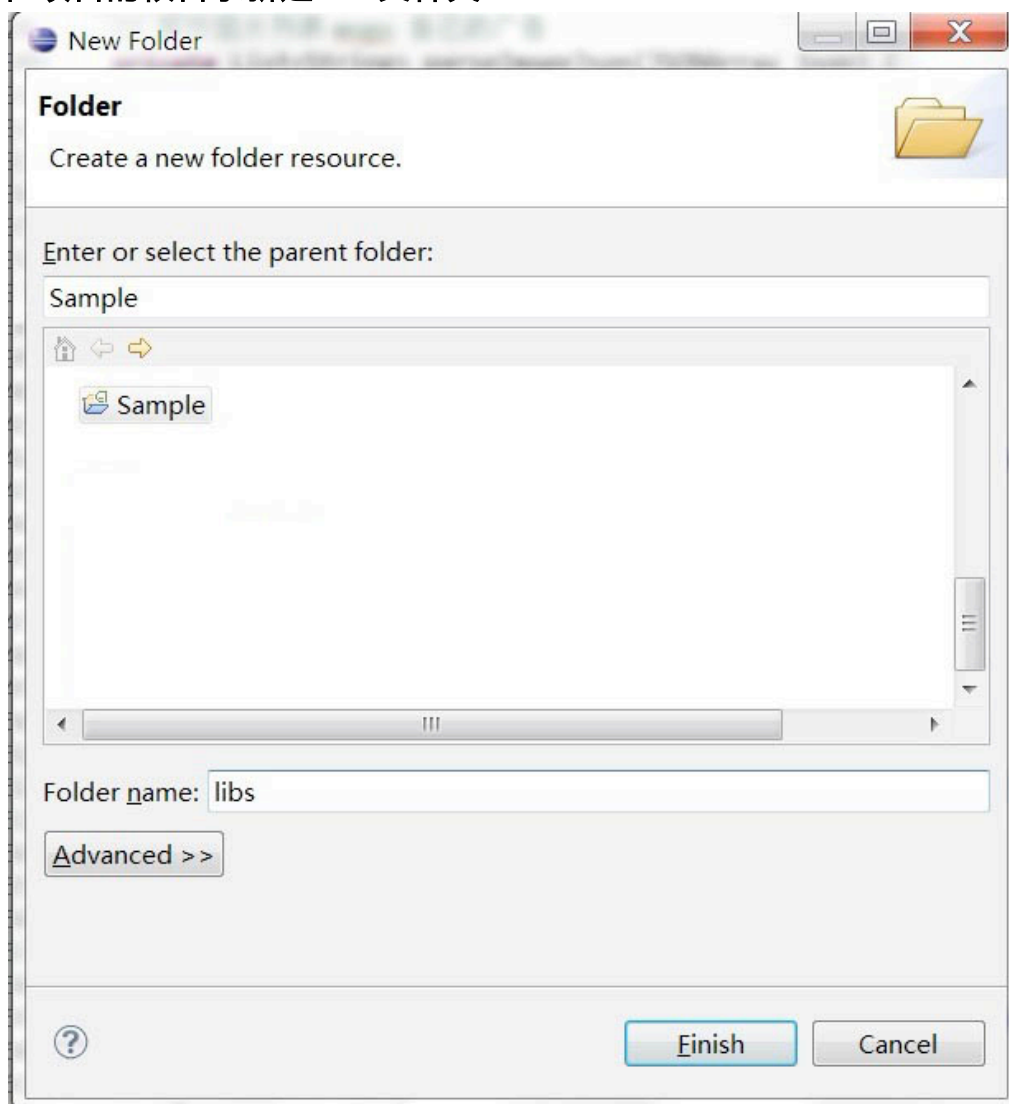 New Folder
Folder
Create a new folder resource.
Enter or select the parent folder:
Sample
Sample
Folder name: libs
Advanced >>
Finish
Cancel